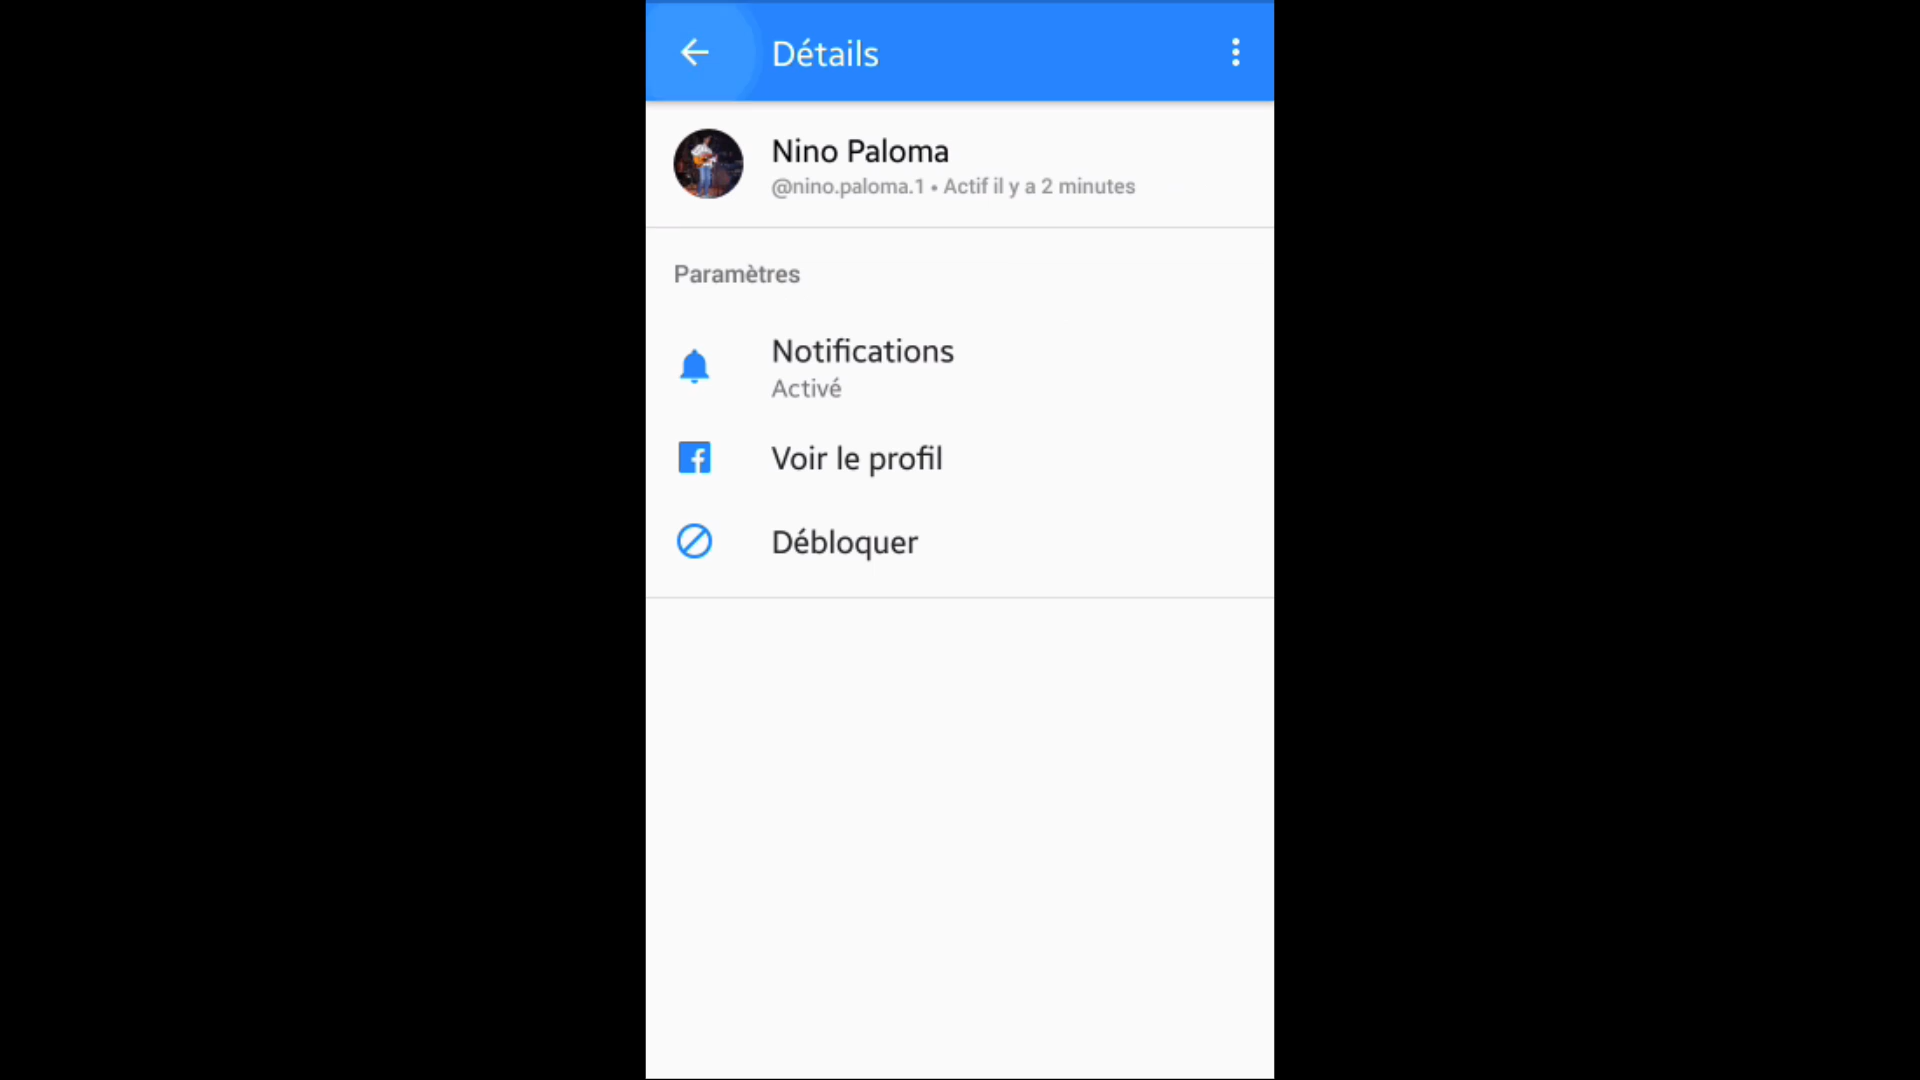 Détails
Nino Paloma
@nino.paloma.1 • Actif il y a 2 minutes
Paramètres
Notifications
Activé
Voir le profil
Débloquer